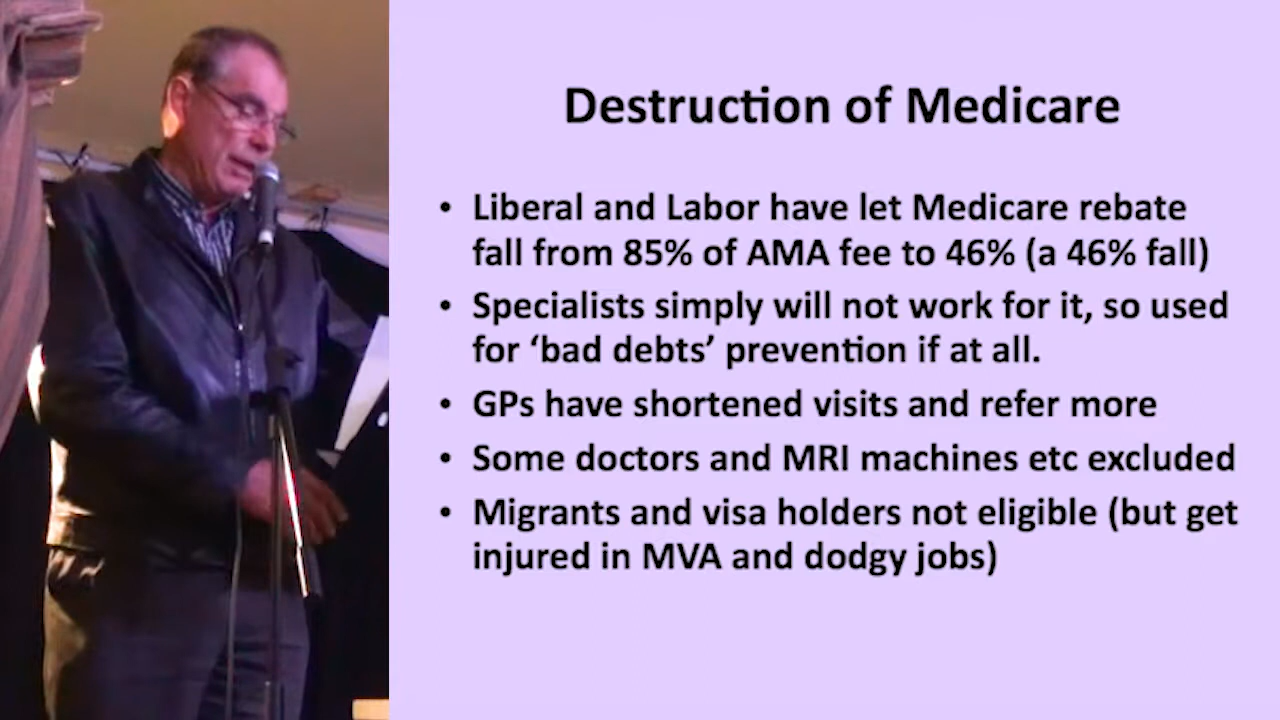 Destruction of Medicare
• Liberal and Labor have let Medicare rebate
fall from 85% of AMA fee to 46% (a 46% fall)
• Specialists simply will not work for it, so used
for ‘bad debts’ prevention if at all.
• GPs have shortened visits and refer more
• Some doctors and MRI machines etc excluded
• Migrants and visa holders not eligible (but get
injured in MVA and dodgy jobs)